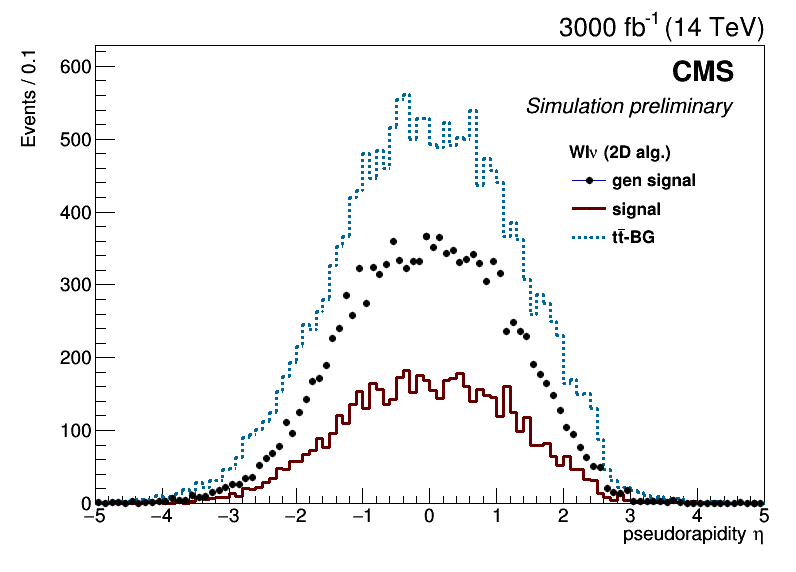 3000 fb⁻¹ (14 TeV)
Events / 0.1
600
500
400
300
200
100
0
CMS
Simulation preliminary
Wlν (2D alg.)
gen signal
signal
tt̄-BG
−5 −4 −3 −2 −1 0 1 2 3 4 5
pseudorapidity η